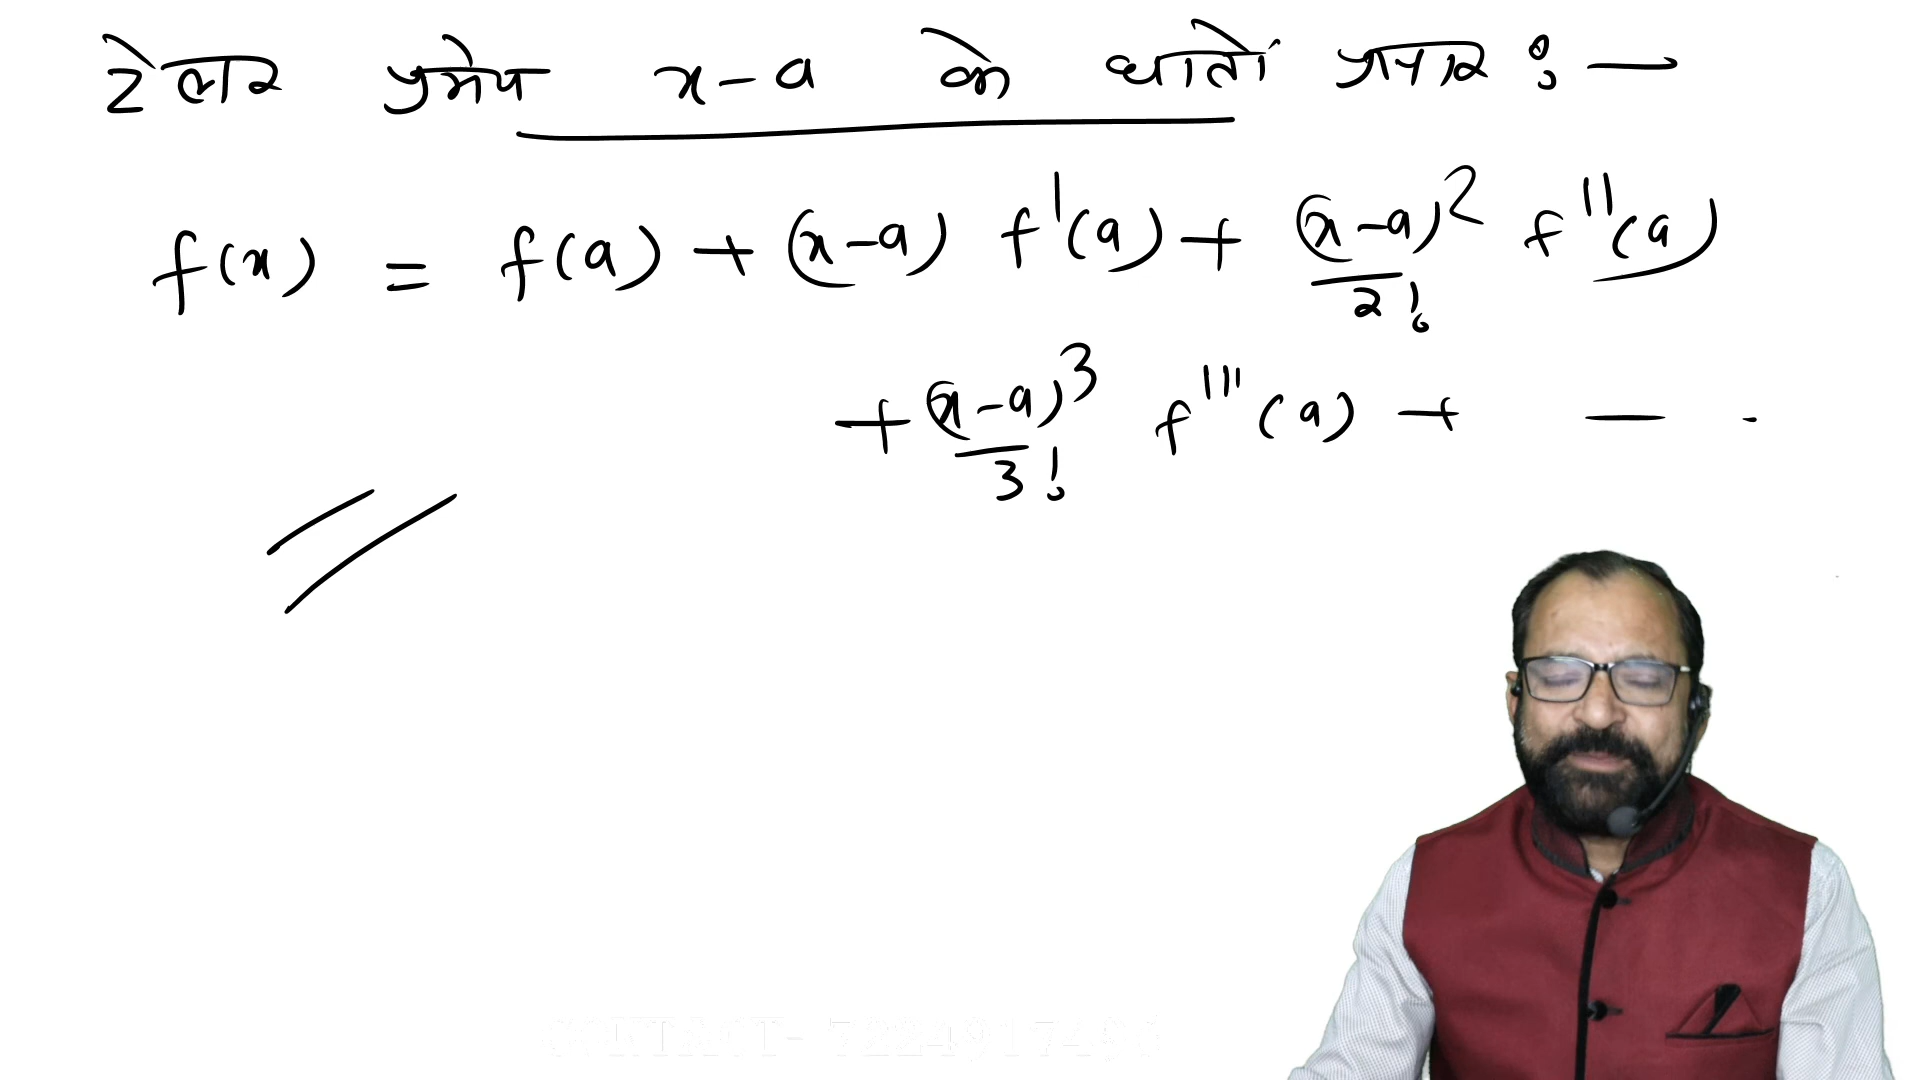 टेलर प्रमेय x-a के घातों प्रसार :—
f(x) = f(a) + (x-a) f'(a) + (x-a)²/2! f''(a)
+ (x-a)³/3! f'''(a) + — -